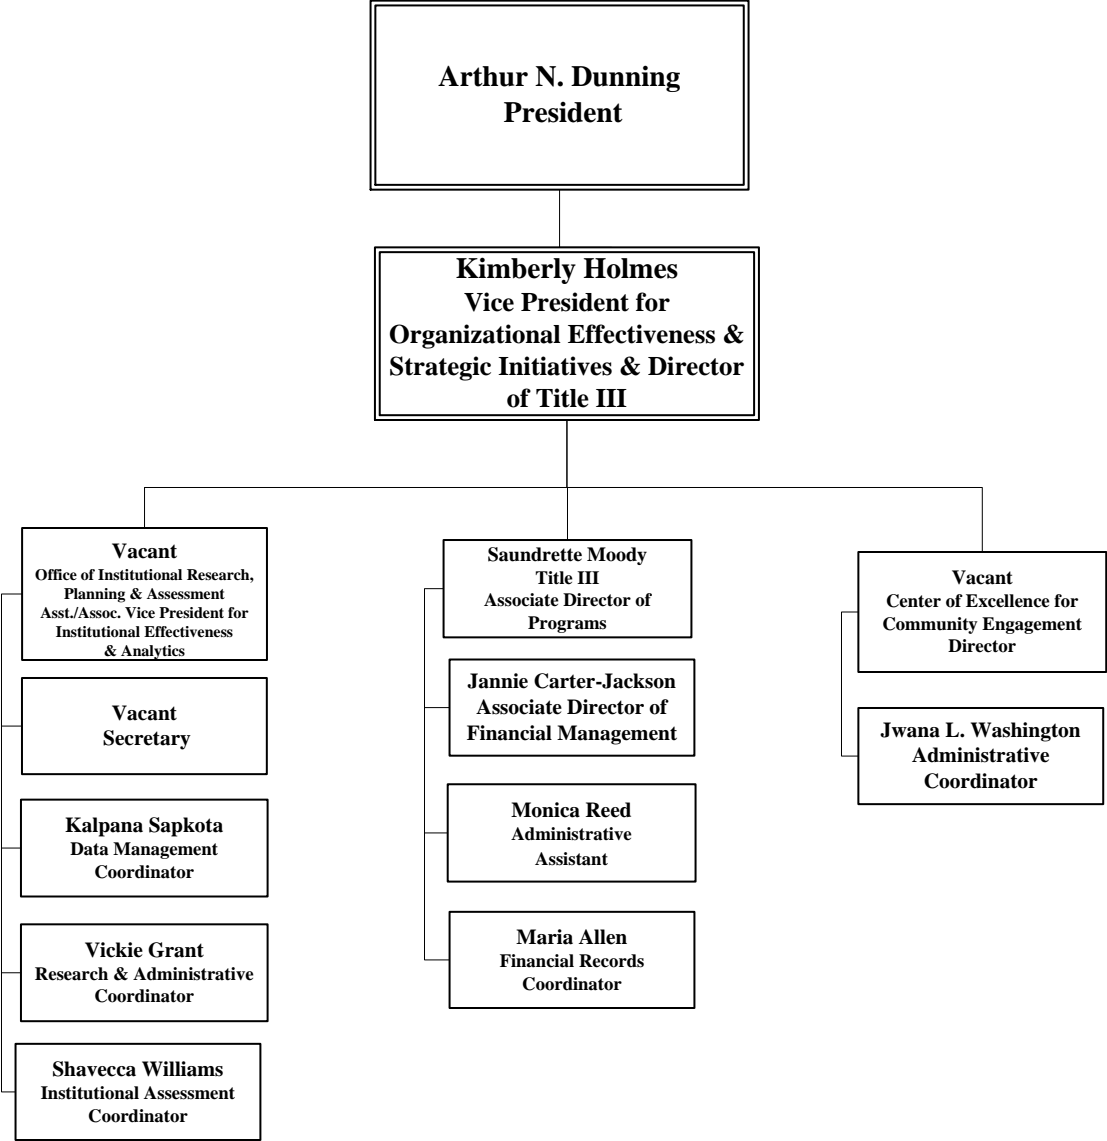 Arthur N. Dunning
President
Kimberly Holmes
Vice President for
Organizational Effectiveness &
Strategic Initiatives & Director
of Title III
Vacant
Office of Institutional Research,
Planning & Assessment
Asst./Assoc. Vice President for
Institutional Effectiveness
& Analytics
Vacant
Secretary
Kalpana Sapkota
Data Management
Coordinator
Vickie Grant
Research & Administrative
Coordinator
Shavecca Williams
Institutional Assessment
Coordinator
Saundrette Moody
Title III
Associate Director of
Programs
Jannie Carter-Jackson
Associate Director of
Financial Management
Monica Reed
Administrative
Assistant
Maria Allen
Financial Records
Coordinator
Vacant
Center of Excellence for
Community Engagement
Director
Jwana L. Washington
Administrative
Coordinator